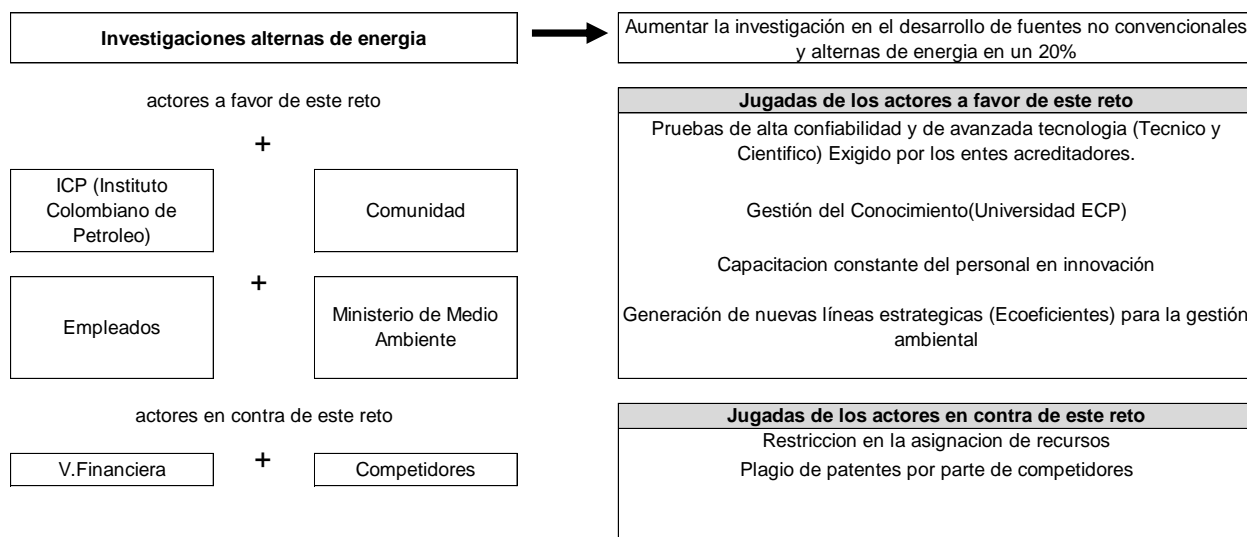 Investigaciones alternas de energia
Aumentar la investigación en el desarrollo de fuentes no convencionales
y alternas de energia en un 20%
actores a favor de este reto
+
ICP (Instituto
Colombiano de
Petroleo)
Comunidad
+
Empleados
Ministerio de Medio
Ambiente
Jugadas de los actores a favor de este reto
Pruebas de alta confiabilidad y de avanzada tecnologia (Tecnico y
Cientifico) Exigido por los entes acreditadores.
Gestión del Conocimiento(Universidad ECP)
Capacitacion constante del personal en innovación
Generación de nuevas líneas estrategicas (Ecoeficientes) para la gestión
ambiental
actores en contra de este reto
V.Financiera
+
Competidores
Jugadas de los actores en contra de este reto
Restriccion en la asignacion de recursos
Plagio de patentes por parte de competidores